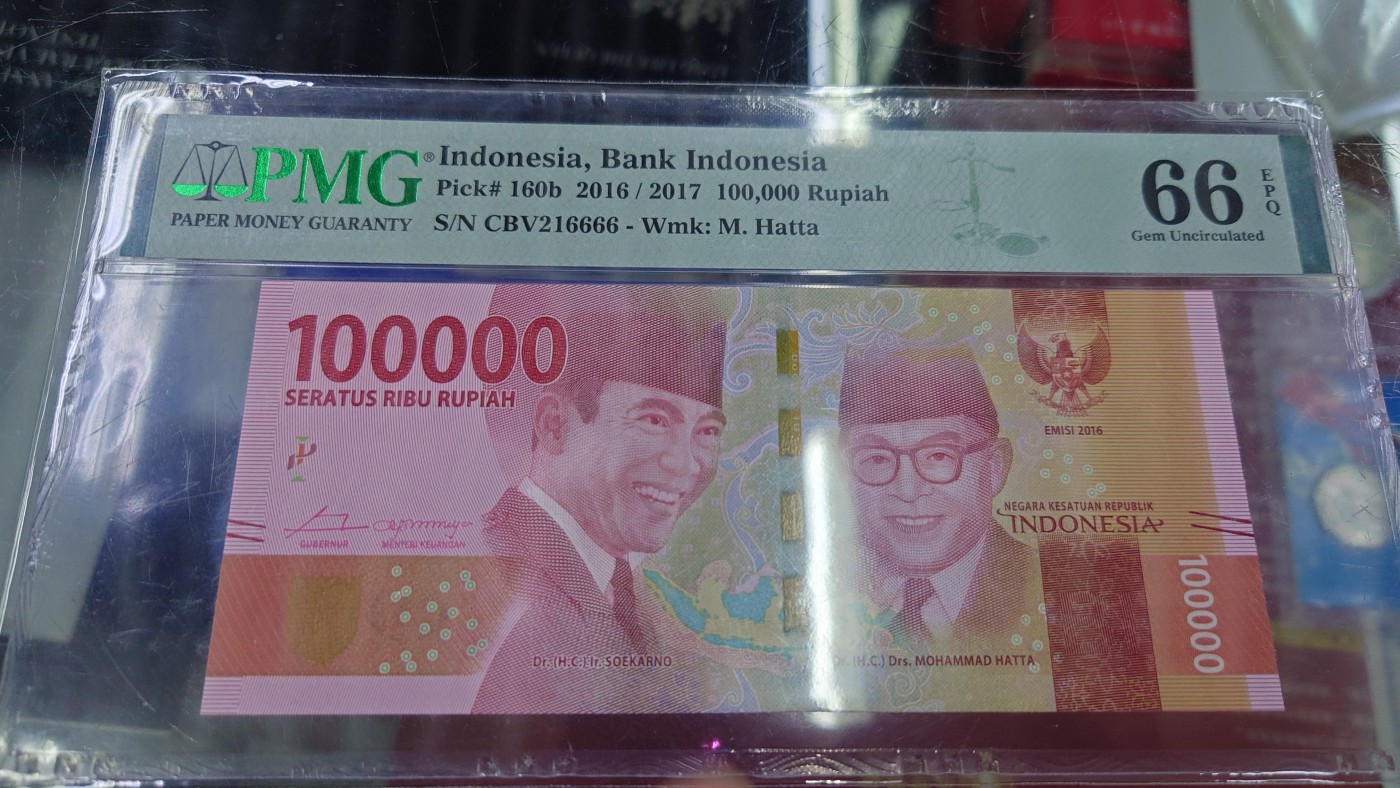 PMG®
PAPER MONEY GUARANTY
Indonesia, Bank Indonesia
Pick# 160b 2016 / 2017 100,000 Rupiah
S/N CBV216666 - Wmk: M. Hatta
66
EPQ
Gem Uncirculated
100000
SERATUS RIBU RUPIAH
EMISI 2016
NEGARA KESATUAN REPUBLIK
INDONESIA
GUBERNUR
MENTERI KEUANGAN
100000
Dr. (H.C.) Ir. SOEKARNO
Dr. (H.C.) Drs. MOHAMMAD HATTA